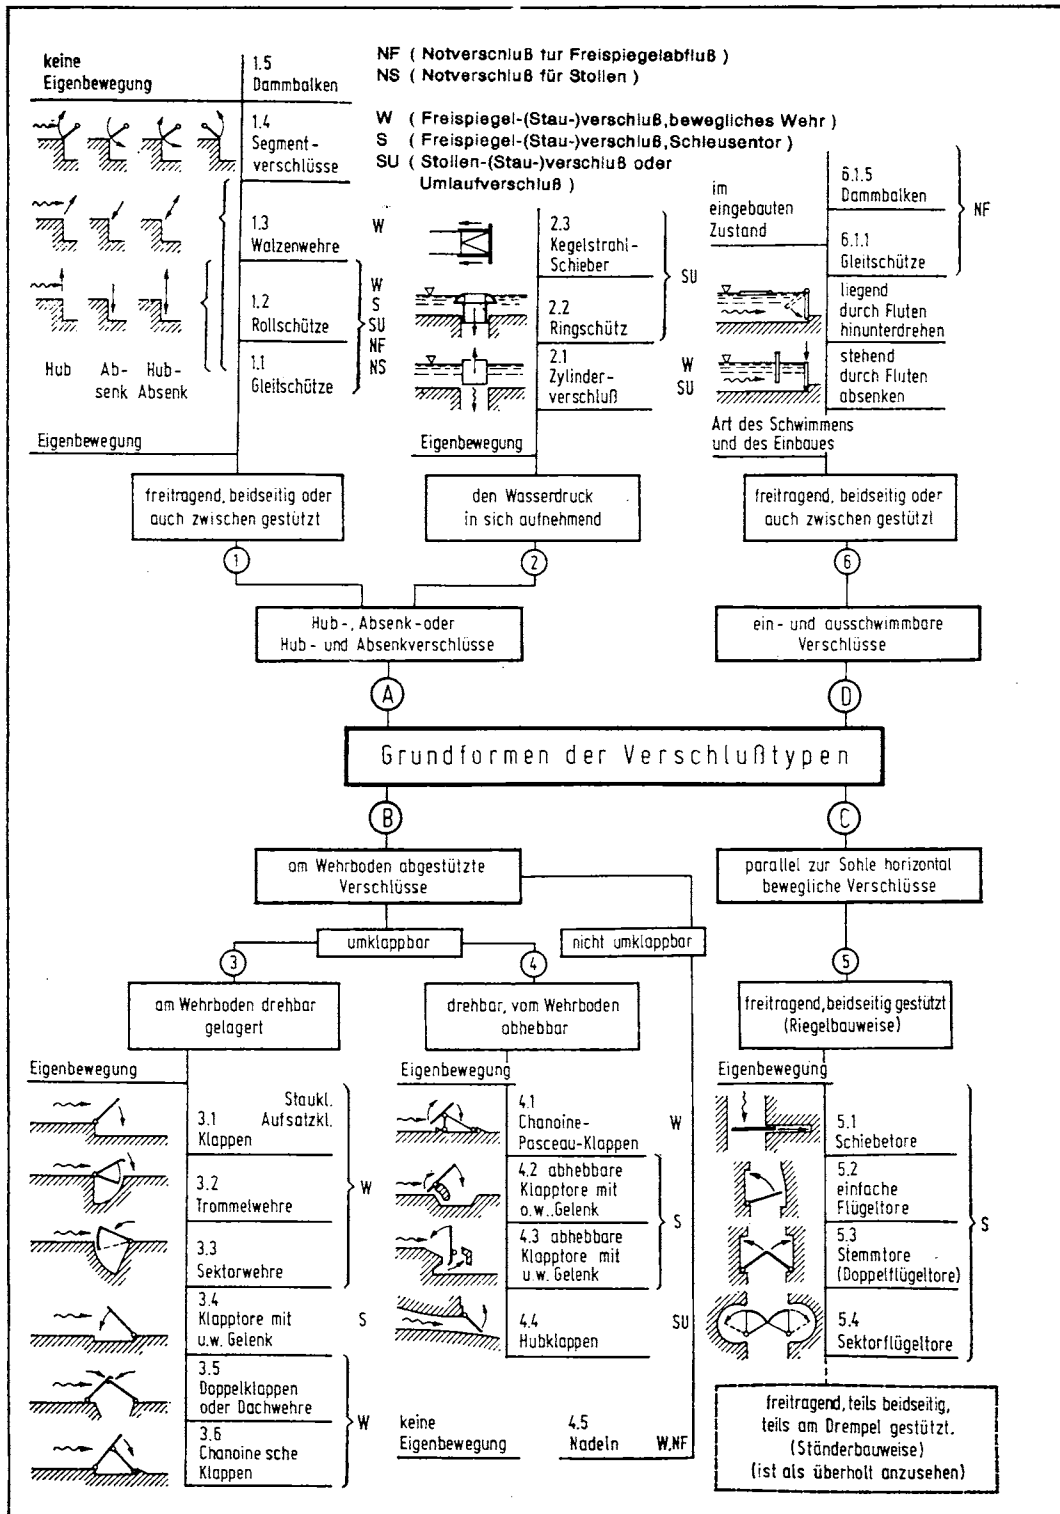 keine
Eigenbewegung
1.5
Dammbalken
NF ( Notverschluß fur Freispiegelabfluß )
NS ( Notverschluß für Stollen )
W ( Freispiegel-(Stau-)verschluß,bewegliches Wehr )
S ( Freispiegel-(Stau-)verschluß,Schleusentor )
SU ( Stollen-(Stau-)verschluß oder
Umlaufverschluß )
1.4
Segment-
verschlüsse
1.3
Walzenwehre
W
1.2
Rollschütze
1.1
Gleitschütze
W
S
SU
NF
NS
Hub
Ab-
senk
Hub-
Absenk
Eigenbewegung
2.3
Kegelstrahl-
Schieber
2.2
Ringschütz
SU
2.1
Zylinder-
verschluß
W
SU
Eigenbewegung
im
eingebauten
Zustand
6.1.5
Dammbalken
6.1.1
Gleitschütze
NF
liegend
durch Fluten
hinunterdrehen
stehend
durch Fluten
absenken
Art des Schwimmens
und des Einbaues
freitragend, beidseitig oder
auch zwischen gestützt
den Wasserdruck
in sich aufnehmend
freitragend, beidseitig oder
auch zwischen gestützt
1
2
6
Hub-, Absenk-oder
Hub- und Absenkverschlüsse
ein- und ausschwimmbare
Verschlüsse
A
D
Grundformen der Verschlußtypen
B
C
am Wehrboden abgestützte
Verschlüsse
parallel zur Sohle horizontal
bewegliche Verschlüsse
umklappbar
nicht umklappbar
3
4
5
am Wehrboden drehbar
gelagert
drehbar, vom Wehrboden
abhebbar
freitragend, beidseitig gestützt
(Riegelbauweise)
Eigenbewegung
Staukl.
3.1 Aufsatzkl.
Klappen
3.2
Trommelwehre
3.3
Sektorwehre
W
3.4
Klapptore mit
u.w. Gelenk
S
3.5
Doppelklappen
oder Dachwehre
3.6
Chanoine sche
Klappen
W
Eigenbewegung
4.1
Chanoine-
Pasceau-Klappen
W
4.2 abhebbare
Klapptore mit
o.w..Gelenk
4.3 abhebbare
Klapptore mit
u.w. Gelenk
S
4.4
Hubklappen
SU
keine
Eigenbewegung
4.5
Nadeln
W,NF
Eigenbewegung
5.1
Schiebetore
5.2
einfache
Flügeltore
5.3
Stemmtore
(Doppelflügeltore)
5.4
Sektorflügeltore
S
freitragend, teils beidseitig,
teils am Drempel gestützt.
(Ständerbauweise)
(ist als überholt anzusehen)